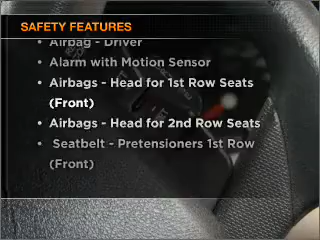 SAFETY FEATURES
• Airbag - Driver
• Alarm with Motion Sensor
• Airbags - Head for 1st Row Seats
(Front)
• Airbags - Head for 2nd Row Seats
• Seatbelt - Pretensioners 1st Row
(Front)